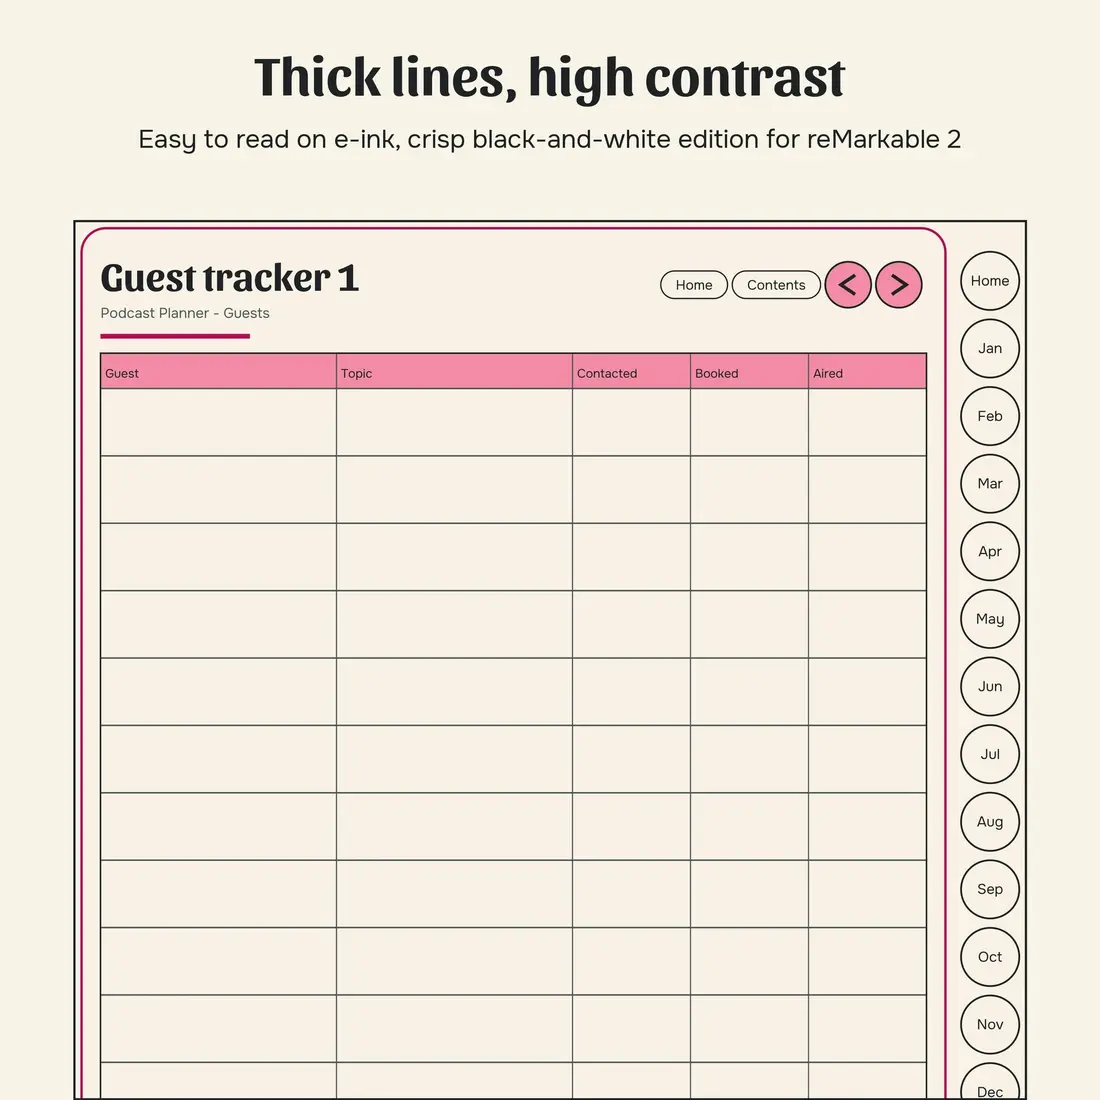 Thick lines, high contrast
Easy to read on e-ink, crisp black-and-white edition for reMarkable 2
Guest tracker 1
Podcast Planner - Guests
Home Contents < >
Guest Topic Contacted Booked Aired
Home
Jan
Feb
Mar
Apr
May
Jun
Jul
Aug
Sep
Oct
Nov
Dec